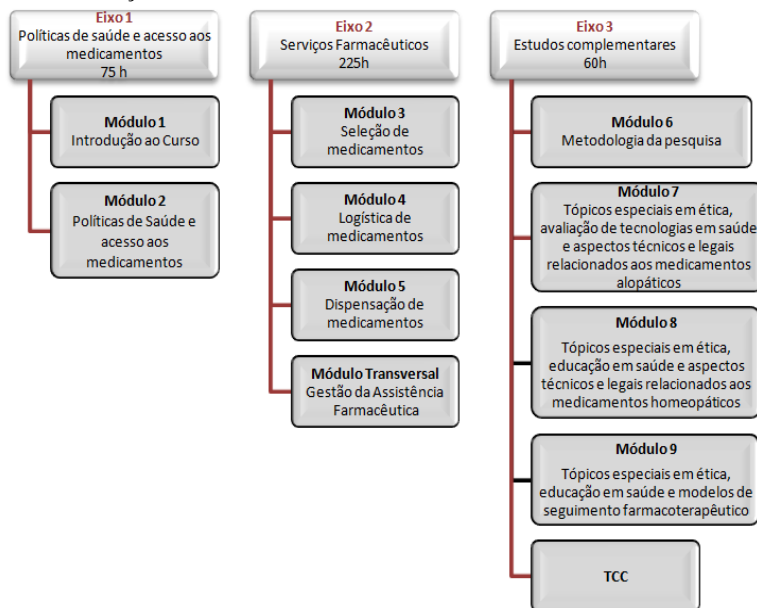 Eixo 1
Políticas de saúde e acesso aos
medicamentos
75 h
Módulo 1
Introdução ao Curso
Módulo 2
Políticas de Saúde e
acesso aos
medicamentos
Eixo 2
Serviços Farmacêuticos
225h
Módulo 3
Seleção de
medicamentos
Módulo 4
Logística de
medicamentos
Módulo 5
Dispensação de
medicamentos
Módulo Transversal
Gestão da Assistência
Farmacêutica
Eixo 3
Estudos complementares
60h
Módulo 6
Metodologia da pesquisa
Módulo 7
Tópicos especiais em ética,
avaliação de tecnologias em saúde
e aspectos técnicos e legais
relacionados aos medicamentos
alopáticos
Módulo 8
Tópicos especiais em ética,
educação em saúde e aspectos
técnicos e legais relacionados aos
medicamentos homeopáticos
Módulo 9
Tópicos especiais em ética,
educação em saúde e modelos de
seguimento farmacoterapêutico
TCC